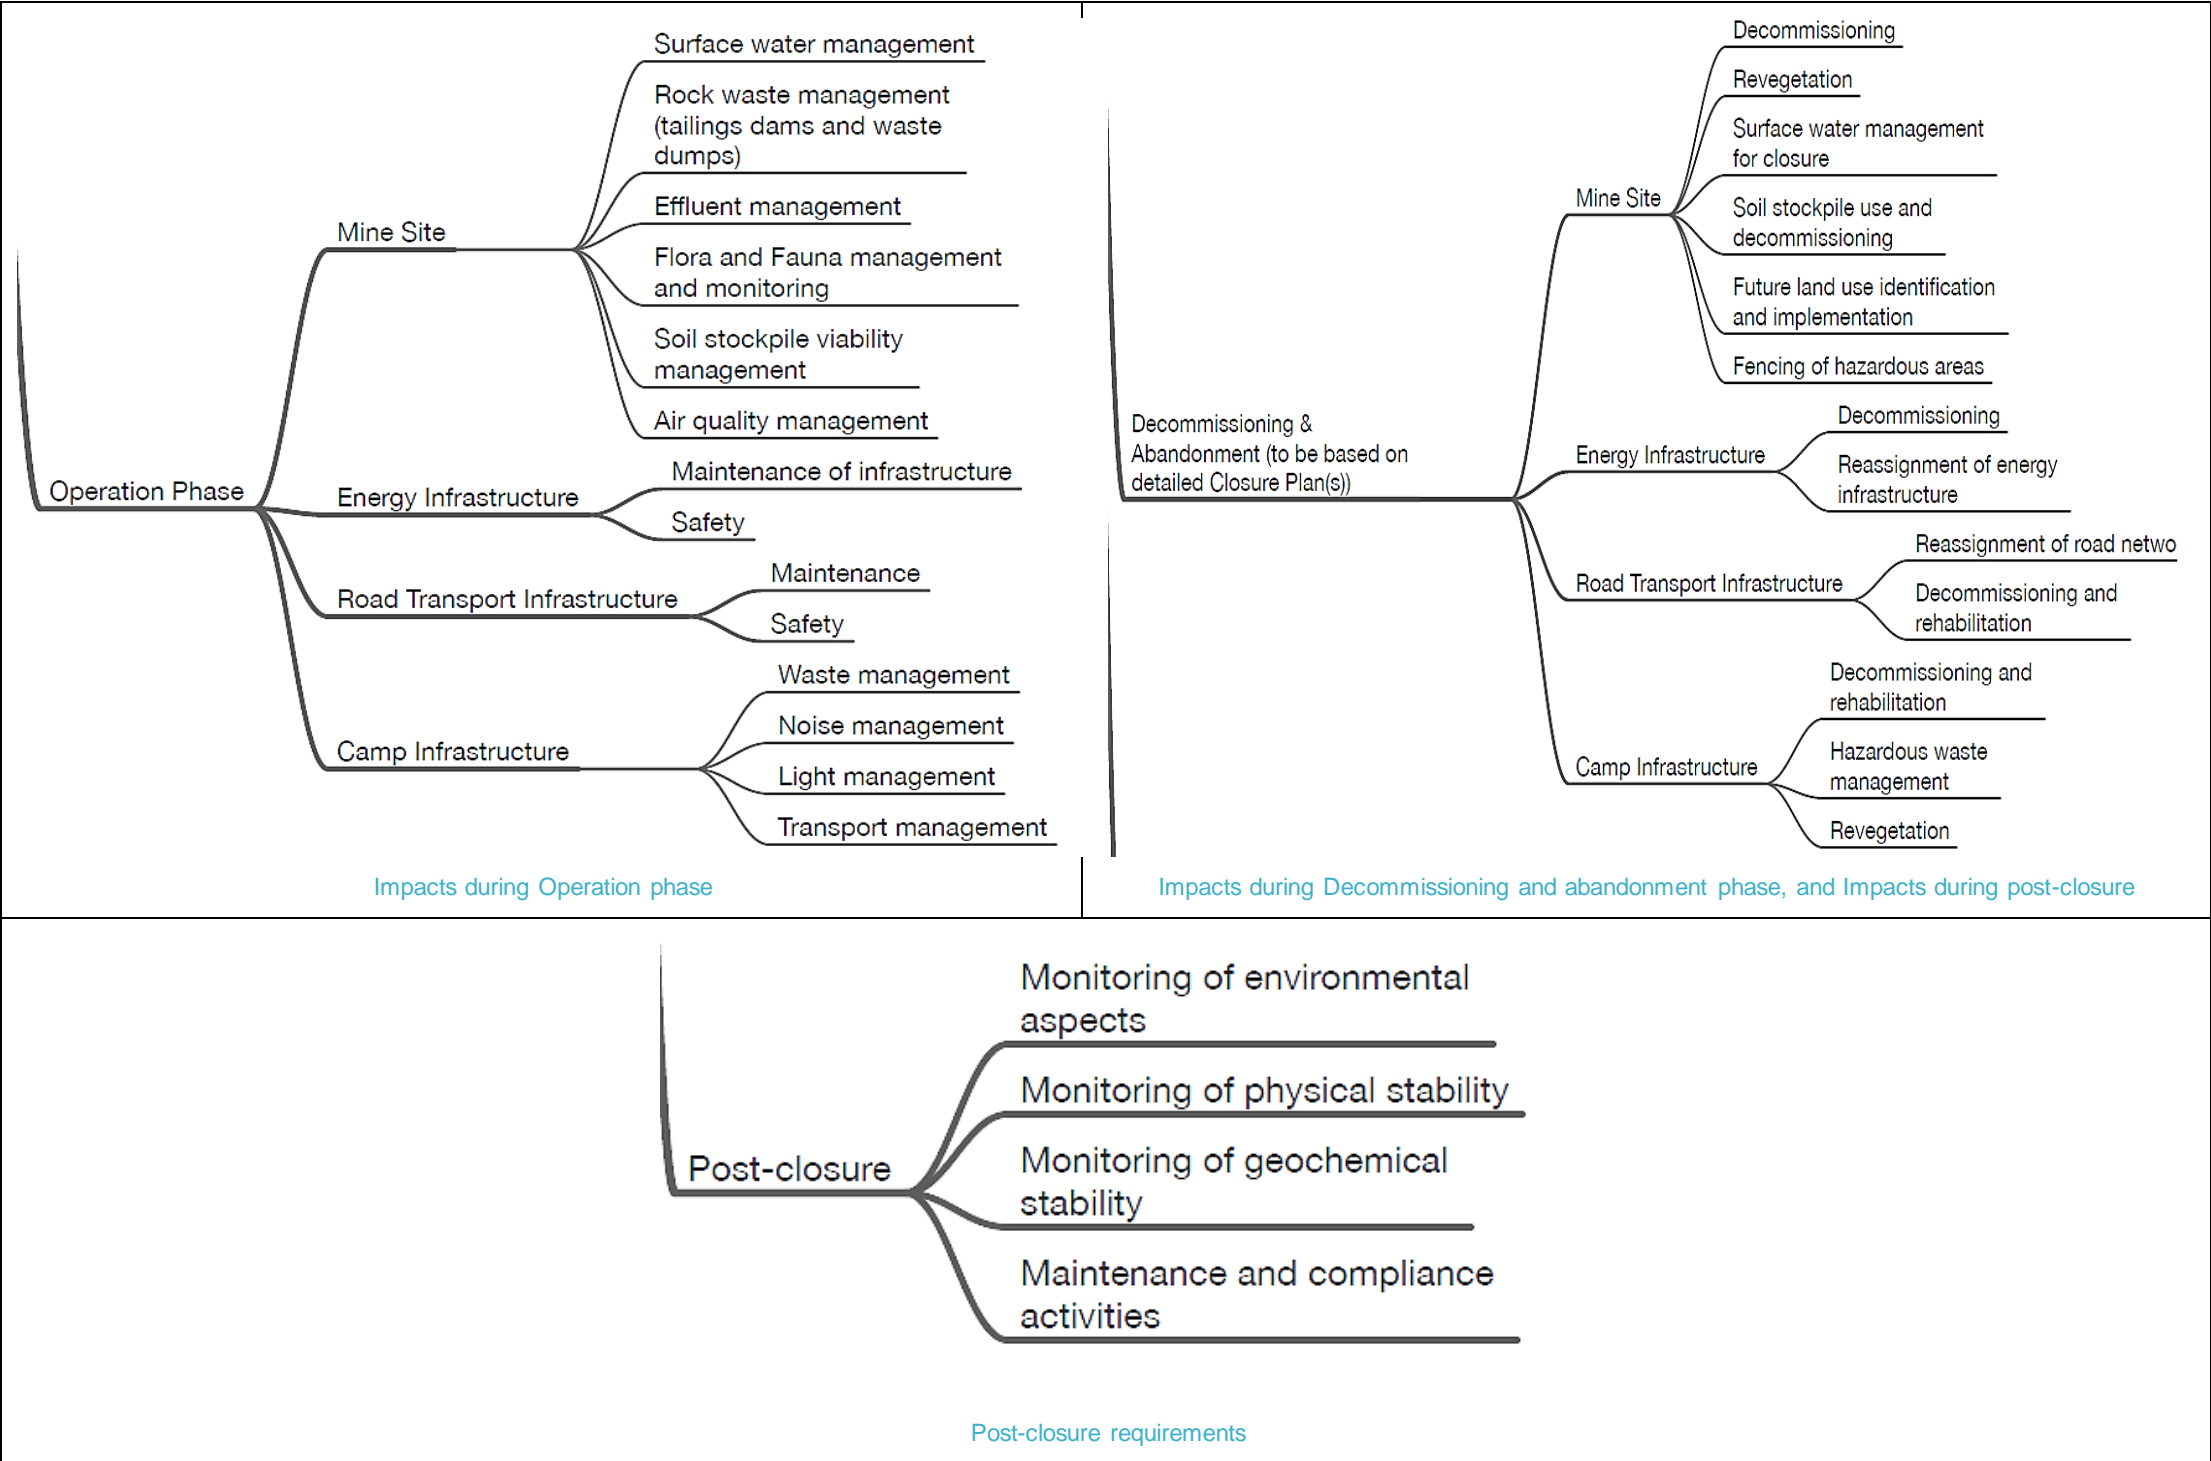 Surface water management
Rock waste management
(tailings dams and waste
dumps)
Effluent management
Mine Site
Flora and Fauna management
and monitoring
Soil stockpile viability
management
Air quality management
Operation Phase
Energy Infrastructure
Maintenance of infrastructure
Safety
Road Transport Infrastructure
Maintenance
Safety
Camp Infrastructure
Waste management
Noise management
Light management
Transport management
Impacts during Operation phase
Decommissioning
Revegetation
Surface water management
for closure
Mine Site
Soil stockpile use and
decommissioning
Future land use identification
and implementation
Fencing of hazardous areas
Decommissioning &
Abandonment (to be based on
detailed Closure Plan(s))
Energy Infrastructure
Decommissioning
Reassignment of energy
infrastructure
Road Transport Infrastructure
Reassignment of road netwo
Decommissioning and
rehabilitation
Camp Infrastructure
Decommissioning and
rehabilitation
Hazardous waste
management
Revegetation
Impacts during Decommissioning and abandonment phase, and Impacts during post-closure
Post-closure
Monitoring of environmental
aspects
Monitoring of physical stability
Monitoring of geochemical
stability
Maintenance and compliance
activities
Post-closure requirements